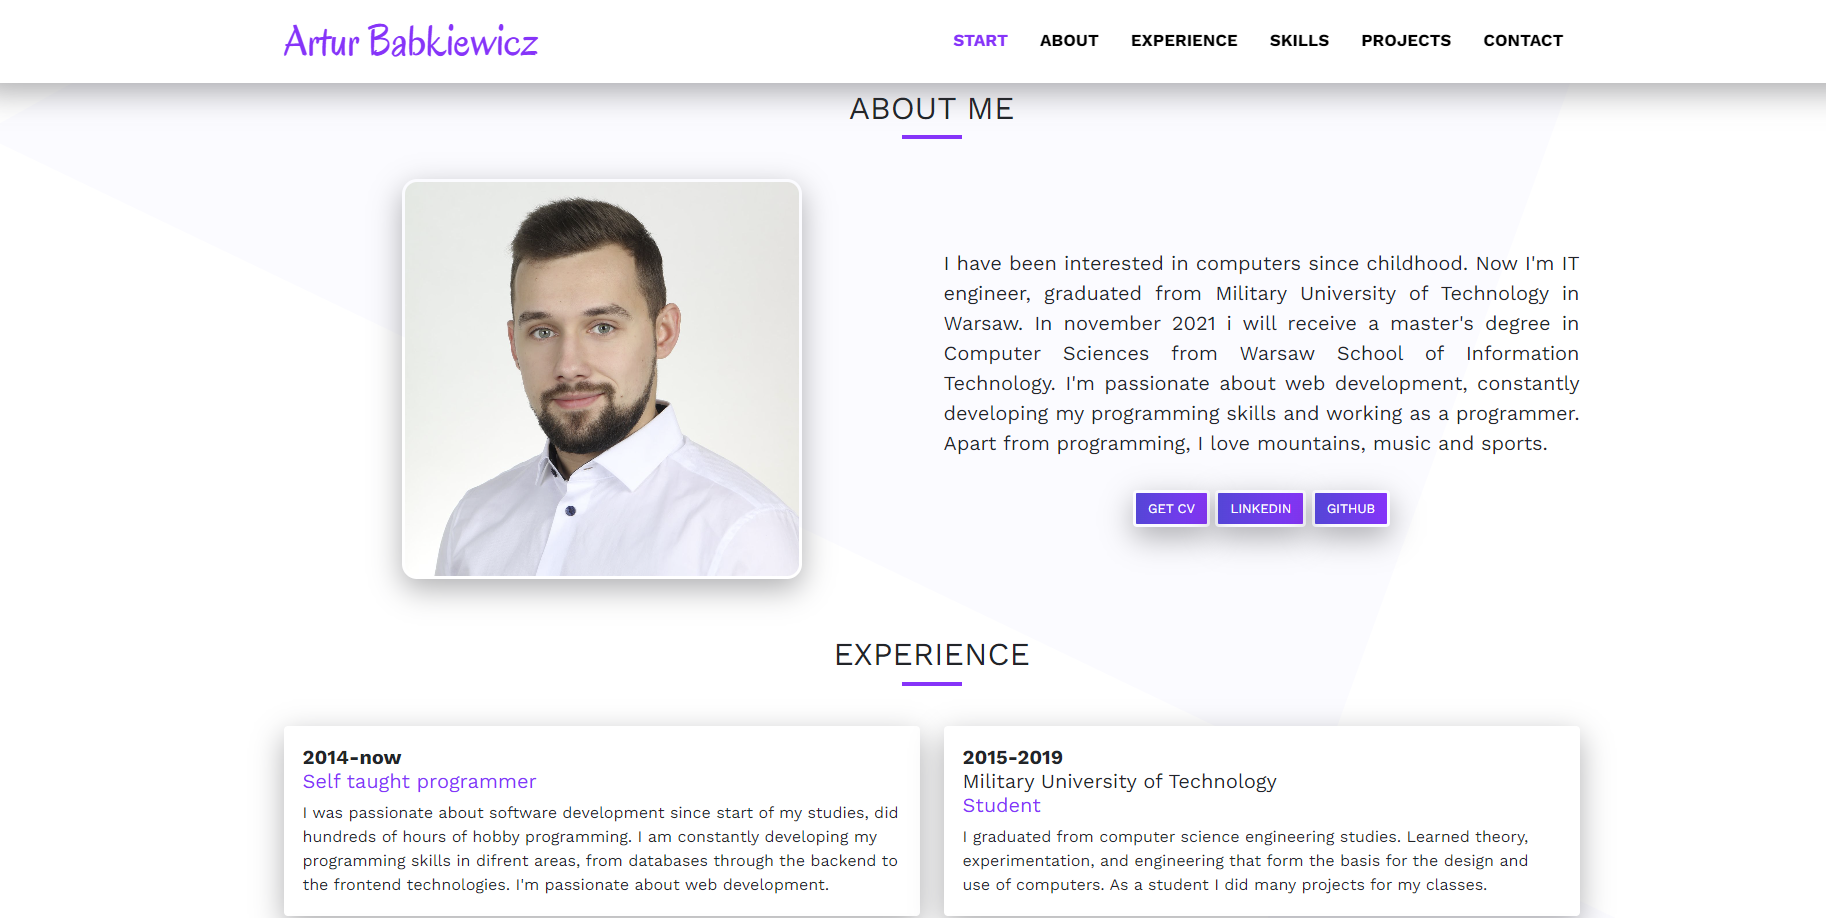 Artur Babkiewicz
START ABOUT EXPERIENCE SKILLS PROJECTS CONTACT
ABOUT ME
I have been interested in computers since childhood. Now I'm IT
engineer, graduated from Military University of Technology in
Warsaw. In november 2021 i will receive a master's degree in
Computer Sciences from Warsaw School of Information
Technology. I'm passionate about web development, constantly
developing my programming skills and working as a programmer.
Apart from programming, I love mountains, music and sports.
GET CV LINKEDIN GITHUB
EXPERIENCE
2014-now
Self taught programmer
I was passionate about software development since start of my studies, did
hundreds of hours of hobby programming. I am constantly developing my
programming skills in difrent areas, from databases through the backend to
the frontend technologies. I'm passionate about web development.
2015-2019
Military University of Technology
Student
I graduated from computer science engineering studies. Learned theory,
experimentation, and engineering that form the basis for the design and
use of computers. As a student I did many projects for my classes.